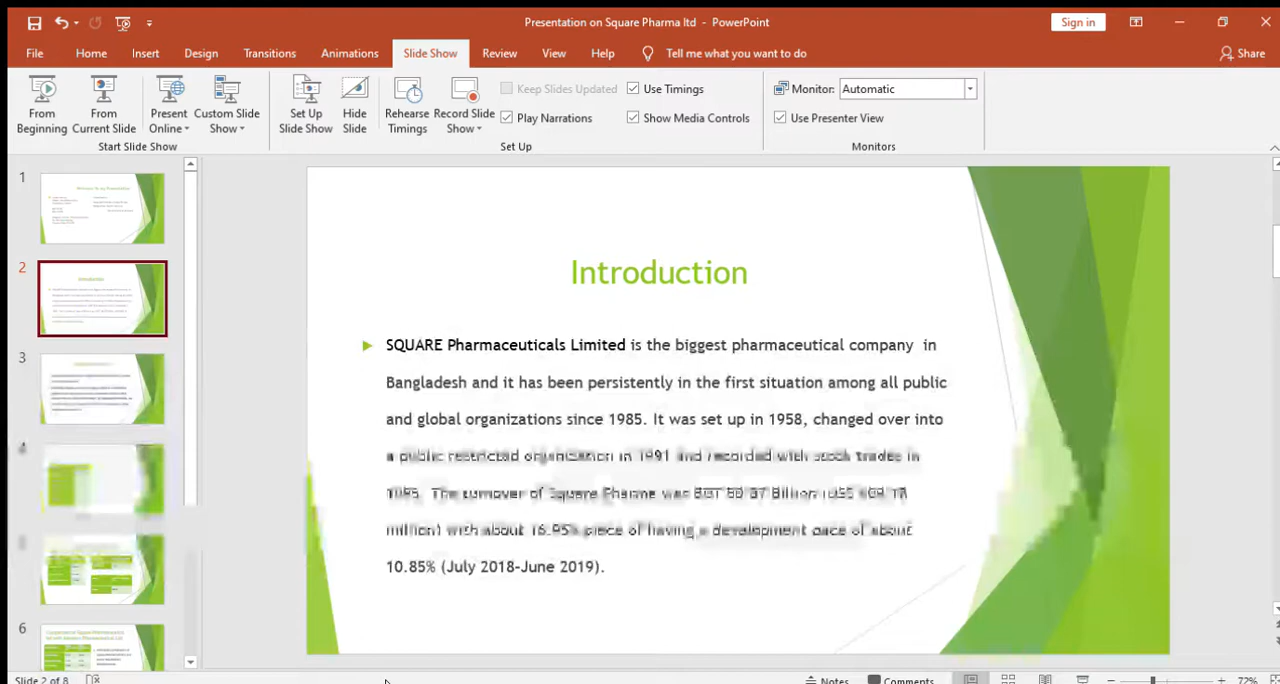 Presentation on Square Pharma ltd - PowerPoint
Sign in
File Home Insert Design Transitions Animations Slide Show Review View Help Tell me what you want to do Share
From Beginning
From Current Slide
Present Online
Custom Slide Show
Set Up Slide Show
Hide Slide
Rehearse Timings
Record Slide Show
Keep Slides Updated
Play Narrations
Use Timings
Show Media Controls
Monitor: Automatic
Use Presenter View
Start Slide Show
Set Up
Monitors
1
2
3
4
6
Introduction
SQUARE Pharmaceuticals Limited is the biggest pharmaceutical company in
Bangladesh and it has been persistently in the first situation among all public
and global organizations since 1985. It was set up in 1958, changed over into
a public restricted organization in 1991 and recorded with stock trades in
The turnover of Square Pharma was BDT
million) with about 16.95% piece of having a development pace of about
10.85% (July 2018-June 2019).
Slide 2 of 8
Notes
Comments
72%